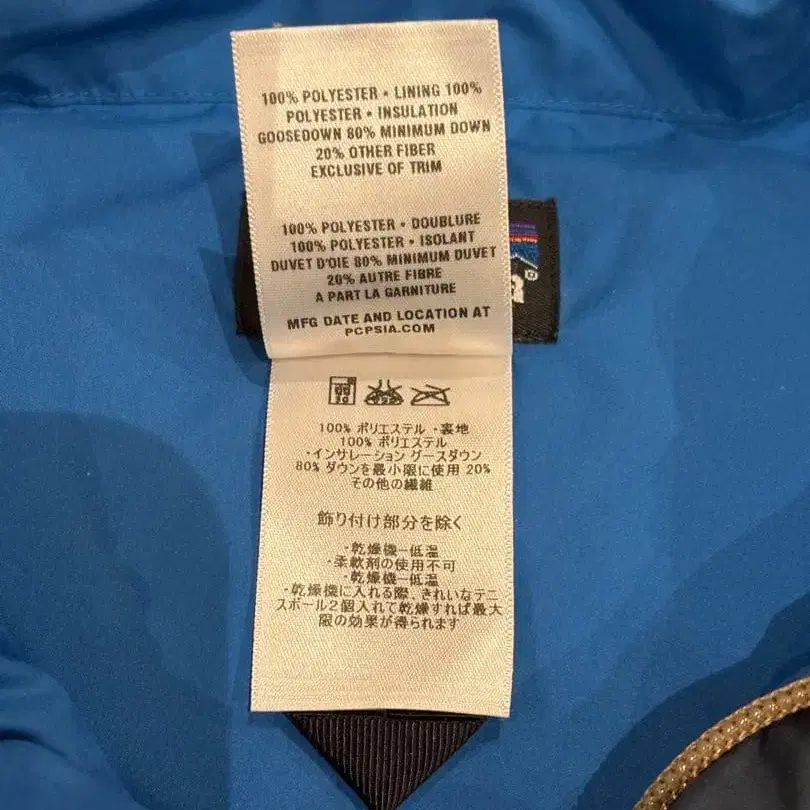 100% POLYESTER • LINING 100%
POLYESTER • INSULATION
GOOSEDOWN 80% MINIMUM DOWN
20% OTHER FIBER
EXCLUSIVE OF TRIM
100% POLYESTER • DOUBLURE
100% POLYESTER • ISOLANT
DUVET D'OIE 80% MINIMUM DUVET
20% AUTRE FIBRE
A PART LA GARNITURE
MFG DATE AND LOCATION AT
PCPSIA.COM
100% ポリエステル ・裏地
100% ポリエステル
・インサレーション グースダウン
80% ダウンを最小限に使用 20%
その他の繊維
飾り付け部分を除く
・乾燥機ー低温
・柔軟剤の使用不可
・乾燥機ー低温
・乾燥機に入れる際、きれいなテニ
スボール2個入れて乾燥すれば最大
限の効果が得られます